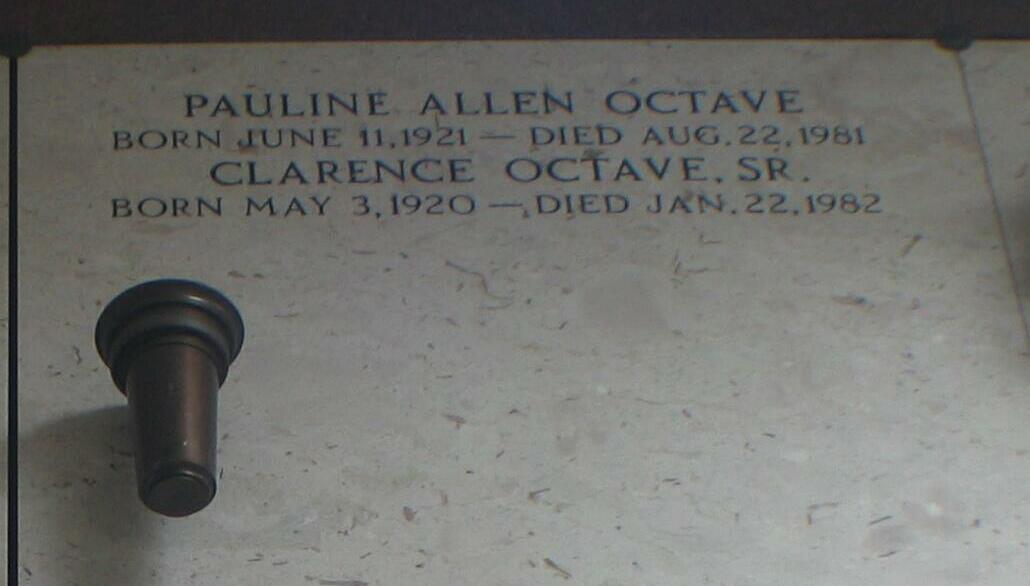 PAULINE ALLEN OCTAVE
BORN JUNE 11, 1921 — DIED AUG. 22, 1981
CLARENCE OCTAVE, SR.
BORN MAY 3, 1920 — DIED JAN. 22, 1982